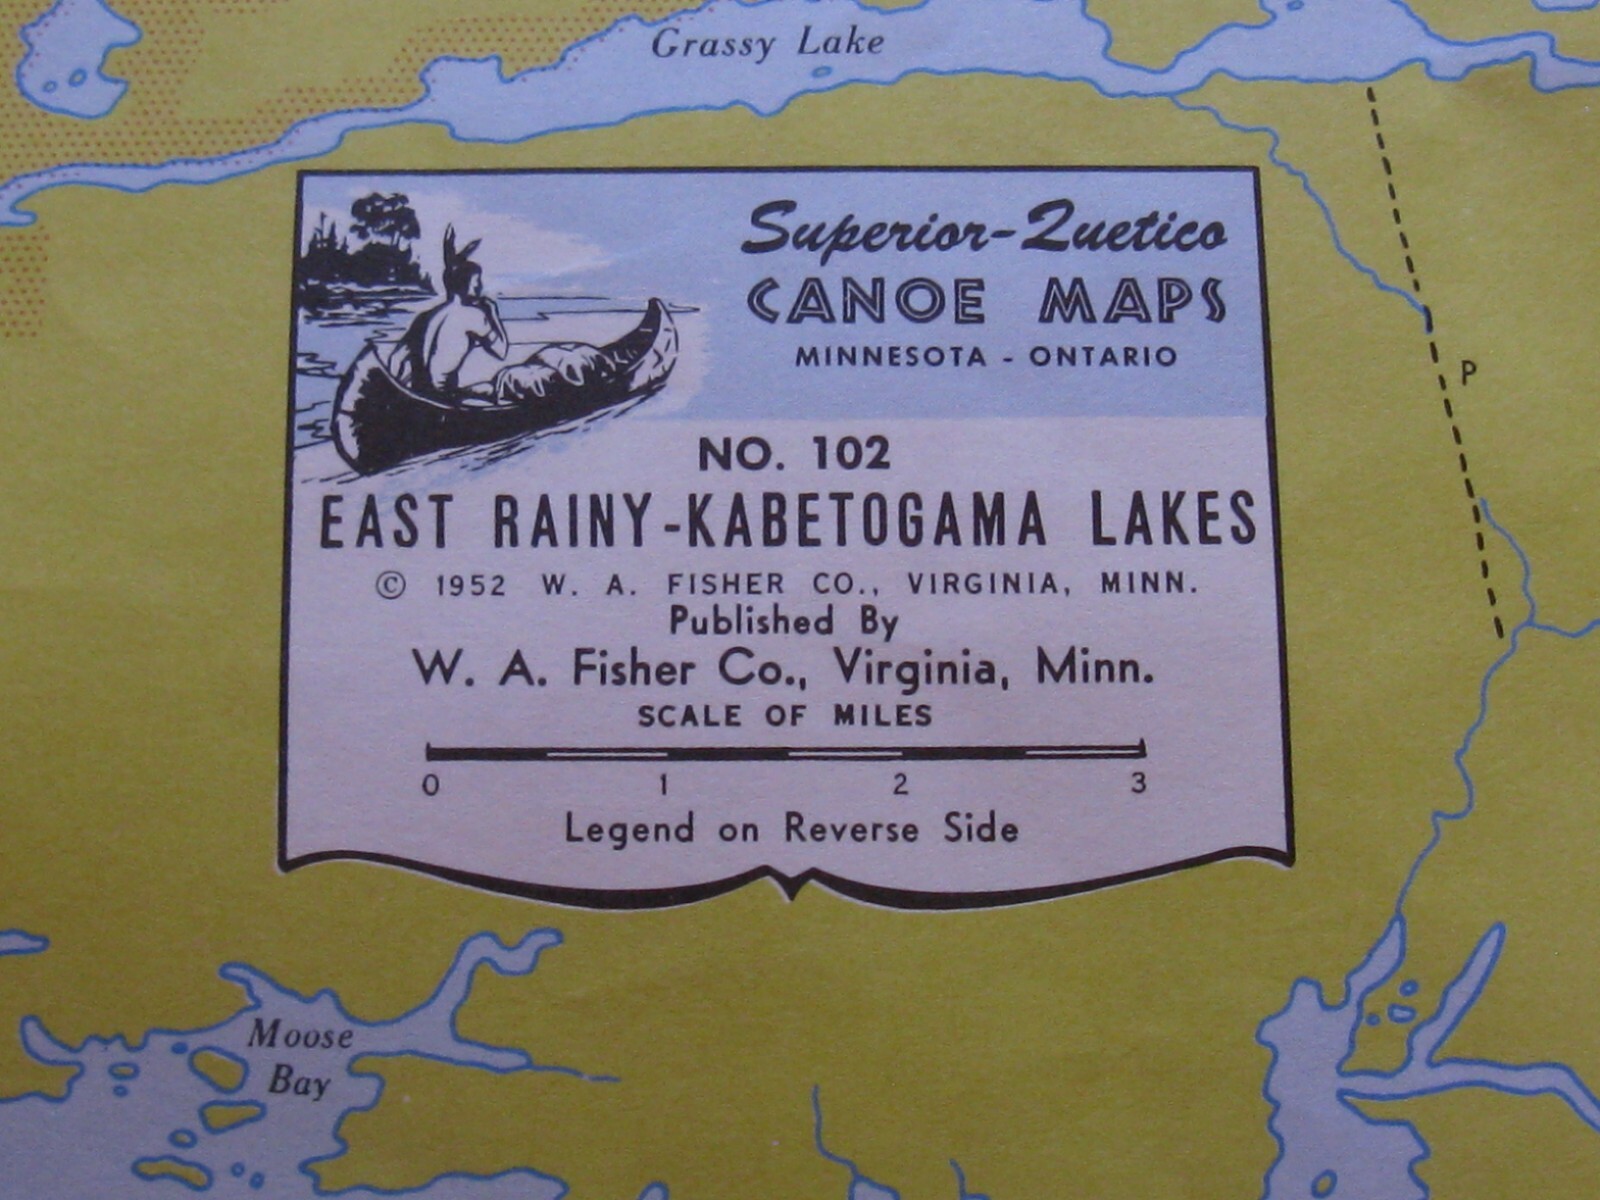 Grassy Lake
Superior-Quetico
CANOE MAPS
MINNESOTA - ONTARIO
P
NO. 102
EAST RAINY-KABETOGAMA LAKES
© 1952 W. A. FISHER CO., VIRGINIA, MINN.
Published By
W. A. Fisher Co., Virginia, Minn.
SCALE OF MILES
0 1 2 3
Legend on Reverse Side
Moose
Bay